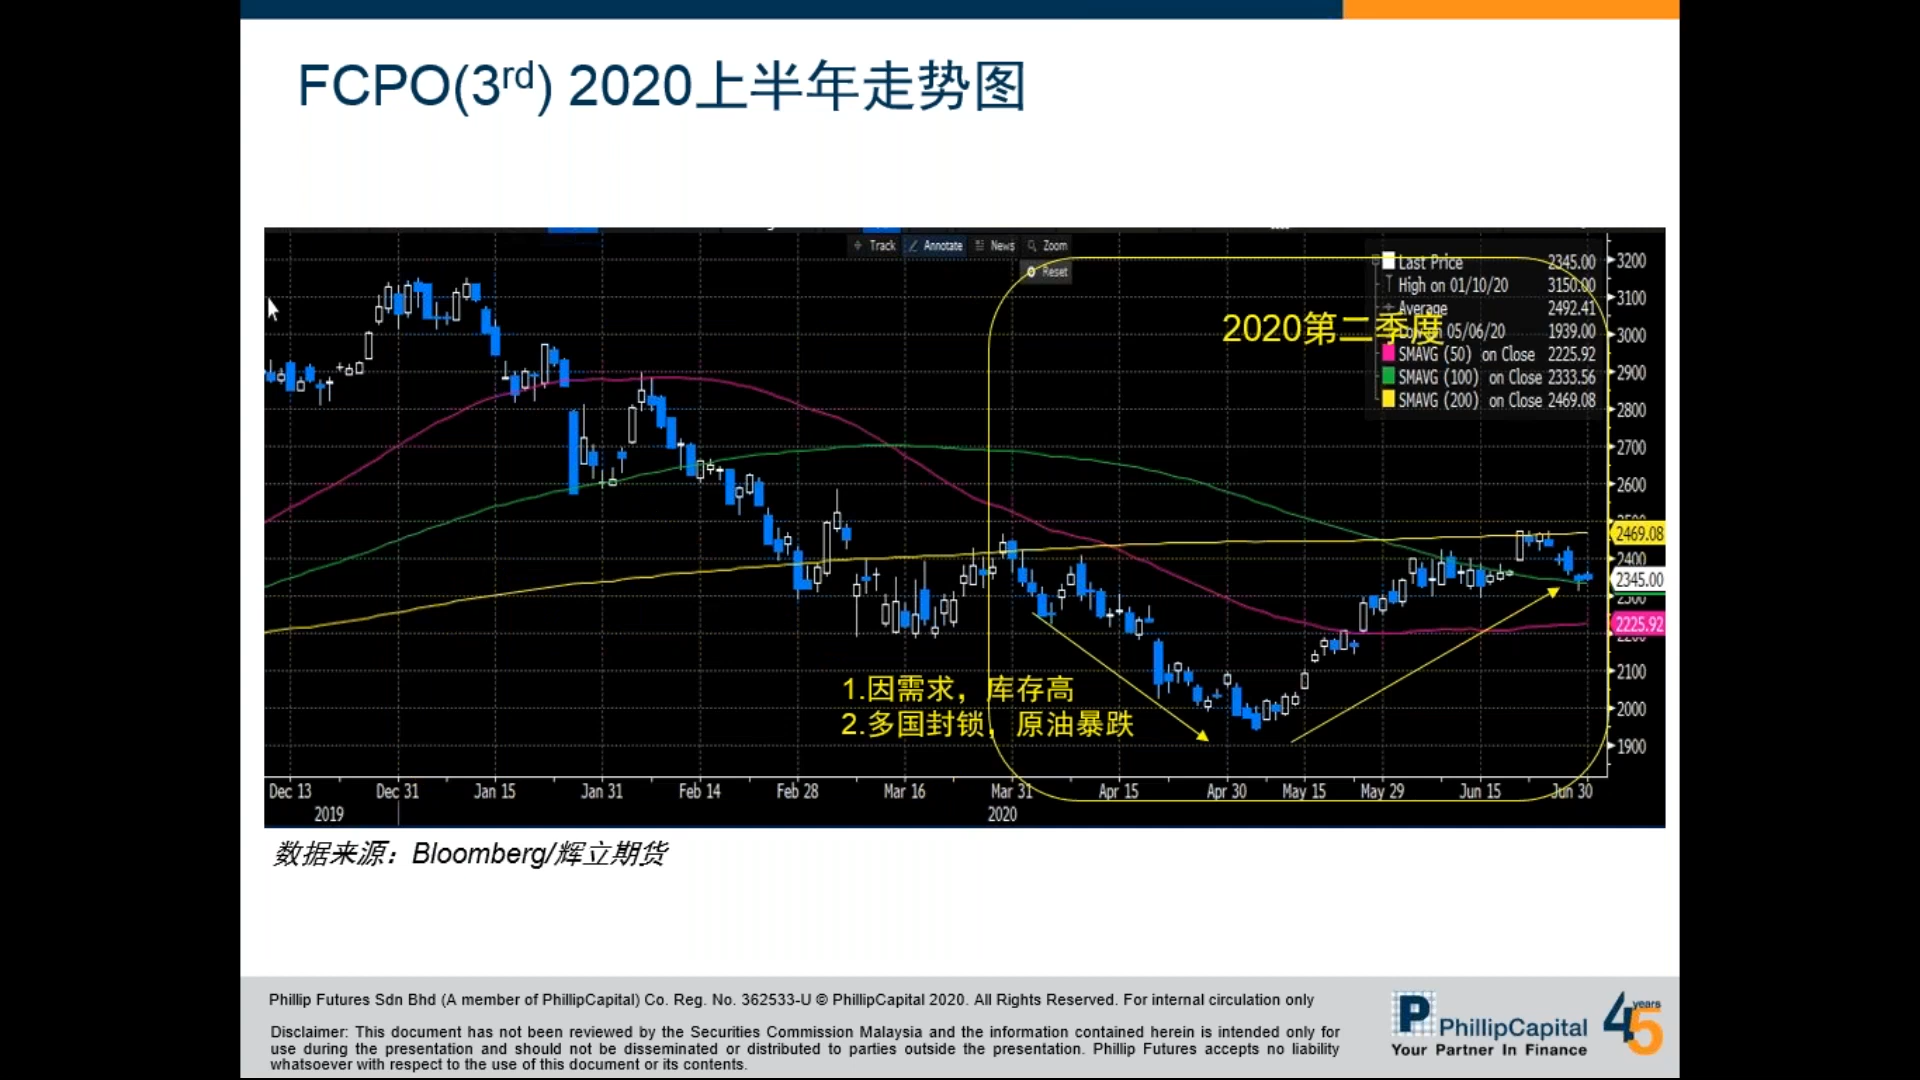 FCPO(3rd) 2020上半年走势图
Track Annotate News Zoom
Reset
Last Price 2345.00
High on 01/10/20 3150.00
Average 2492.41
05/06/20 1939.00
SMAVG (50) on Close 2225.92
SMAVG (100) on Close 2333.56
SMAVG (200) on Close 2469.08
2020第二季度
3200
3100
3000
2900
2800
2700
2600
2469.08
2400
2345.00
2300
2225.92
2100
2000
1900
1.因需求，库存高
2.多国封锁，原油暴跌
Dec 13 Dec 31 Jan 15 Jan 31 Feb 14 Feb 28 Mar 16 Mar 31 Apr 15 Apr 30 May 15 May 29 Jun 15 Jun 30
2019 2020
数据来源：Bloomberg/辉立期货
Phillip Futures Sdn Bhd (A member of PhillipCapital) Co. Reg. No. 362533-U © PhillipCapital 2020. All Rights Reserved. For internal circulation only
Disclaimer: This document has not been reviewed by the Securities Commission Malaysia and the information contained herein is intended only for
use during the presentation and should not be disseminated or distributed to parties outside the presentation. Phillip Futures accepts no liability
whatsoever with respect to the use of this document or its contents.
P PhillipCapital
Your Partner In Finance
45 years